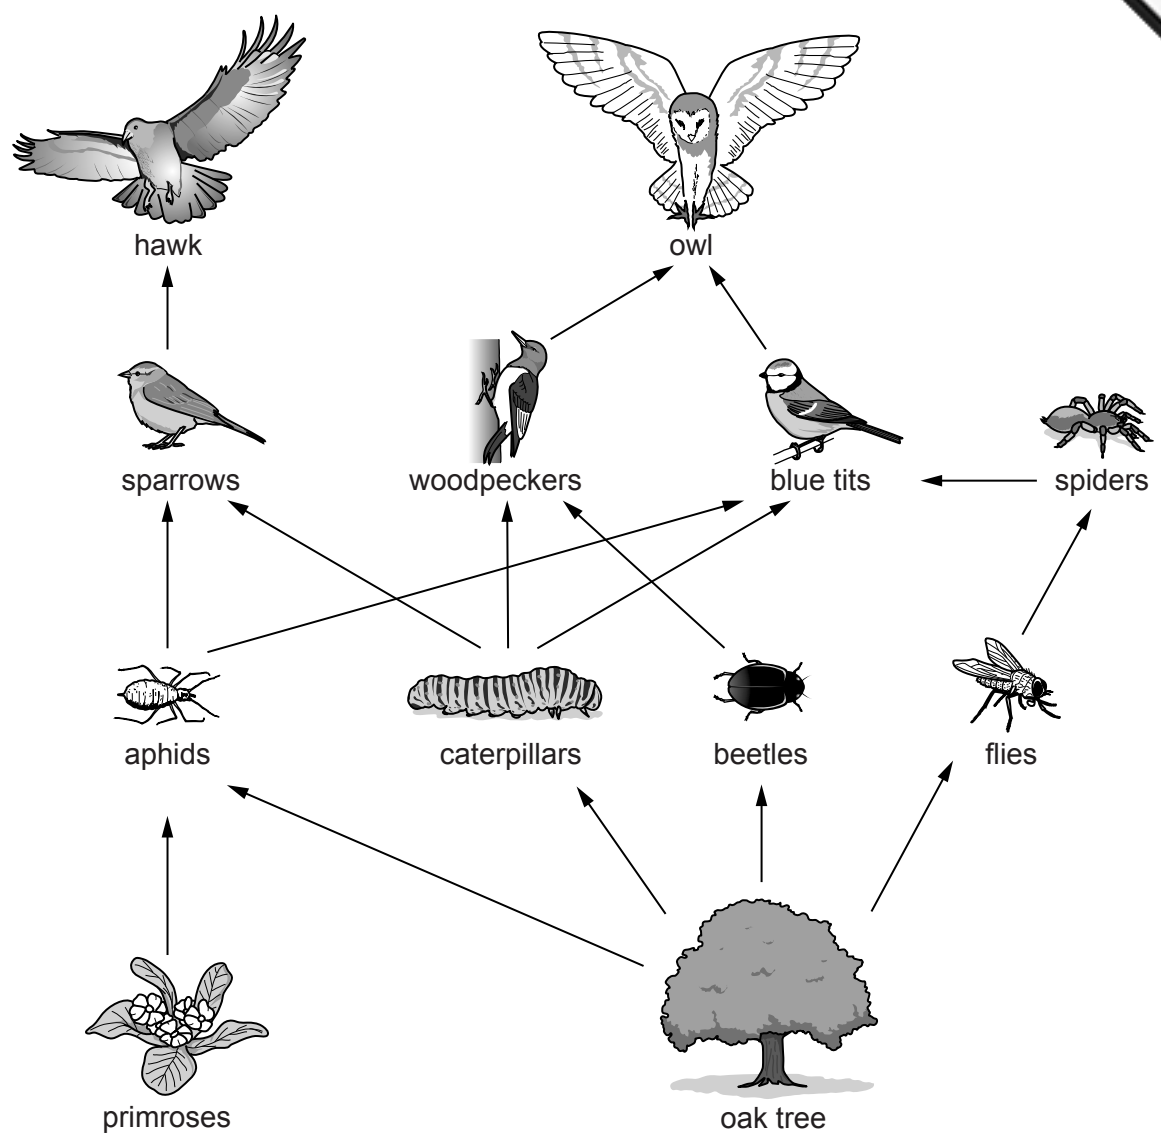 hawk
owl
sparrows
woodpeckers
blue tits
spiders
aphids
caterpillars
beetles
flies
primroses
oak tree